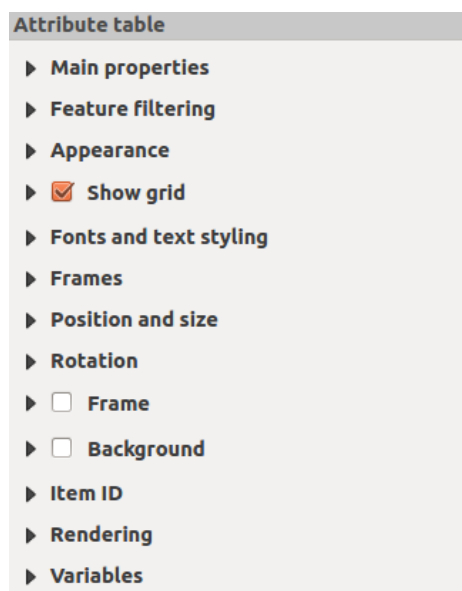 Attribute table
Main properties
Feature filtering
Appearance
Show grid
Fonts and text styling
Frames
Position and size
Rotation
Frame
Background
Item ID
Rendering
Variables